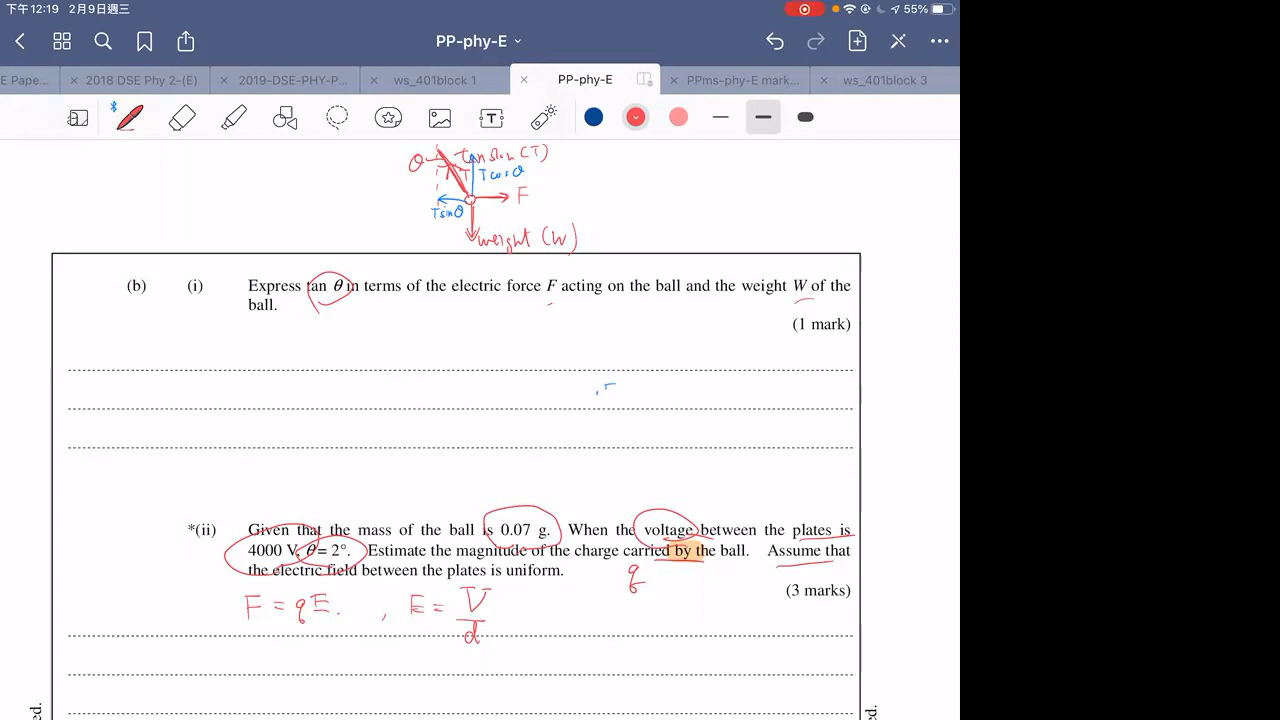 下午12:19 2月9日週三
55%
PP-phy-E
E Pape...
2018 DSE Phy 2-(E)
2019-DSE-PHY-P...
ws_401block 1
PP-phy-E
PPms-phy-E mark...
ws_401block 3
θ
Tension (T)
T
T cos θ
F
T sin θ
weight (W)
(b) (i) Express tan θ in terms of the electric force F acting on the ball and the weight W of the
ball.
(1 mark)
*(ii) Given that the mass of the ball is 0.07 g. When the voltage between the plates is
4000 V, θ = 2°. Estimate the magnitude of the charge carried by the ball. Assume that
the electric field between the plates is uniform.
q
(3 marks)
F = qE. , E = V
d
ed.
ed.